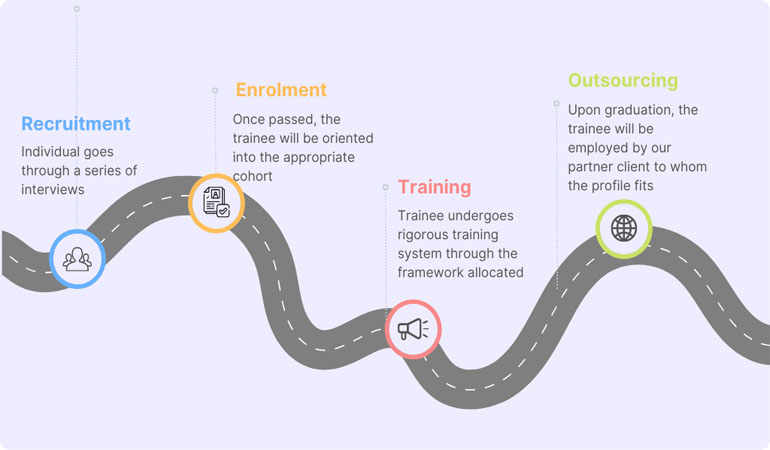 Recruitment
Individual goes
through a series of
interviews
Enrolment
Once passed, the
trainee will be oriented
into the appropriate
cohort
Training
Trainee undergoes
rigorous training
system through the
framework allocated
Outsourcing
Upon graduation, the
trainee will be
employed by our
partner client to whom
the profile fits